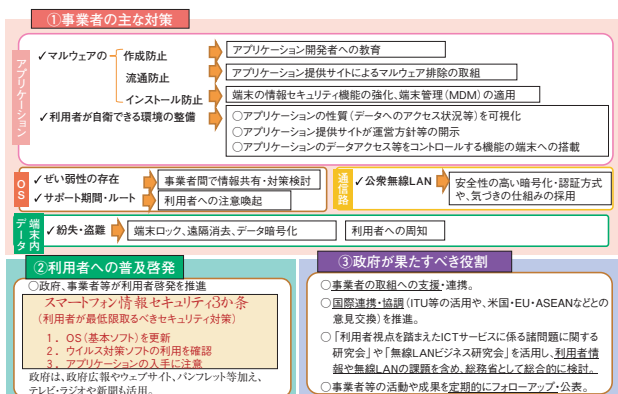 ①事業者の主な対策
アプリケーション
✓マルウェアの
作成防止
アプリケーション開発者への教育
流通防止
アプリケーション提供サイトによるマルウェア排除の取組
インストール防止
端末の情報セキュリティ機能の強化、端末管理(MDM)の適用
✓利用者が自衛できる環境の整備
○アプリケーションの性質(データへのアクセス状況等)を可視化
○アプリケーション提供サイトが運営方針等の開示
○アプリケーションのデータアクセス等をコントロールする機能の端末への搭載
OS
✓ぜい弱性の存在
事業者間で情報共有・対策検討
✓サポート期間・ルート
利用者への注意喚起
通信路
✓公衆無線LAN
安全性の高い暗号化・認証方式
や、気づきの仕組みの採用
端末内
データ
✓紛失・盗難
端末ロック、遠隔消去、データ暗号化
利用者への周知
②利用者への普及啓発
○政府、事業者等が利用者啓発を推進
スマートフォン情報セキュリティ3か条
(利用者が最低限取るべきセキュリティ対策)
1. OS(基本ソフト)を更新
2. ウイルス対策ソフトの利用を確認
3. アプリケーションの入手に注意
政府は、政府広報やウェブサイト、パンフレット等加え、
テレビ・ラジオや新聞も活用。
③政府が果たすべき役割
○事業者の取組への支援・連携。
○国際連携・協調(ITU等の活用や、米国・EU・ASEANなどとの
意見交換)を推進。
○「利用者視点を踏まえたICTサービスに係る諸問題に関する
研究会」や「無線LANビジネス研究会」を活用し、利用者情
報や無線LANの課題を含め、総務省として総合的に検討。
○事業者等の活動や成果を定期的にフォローアップ・公表。